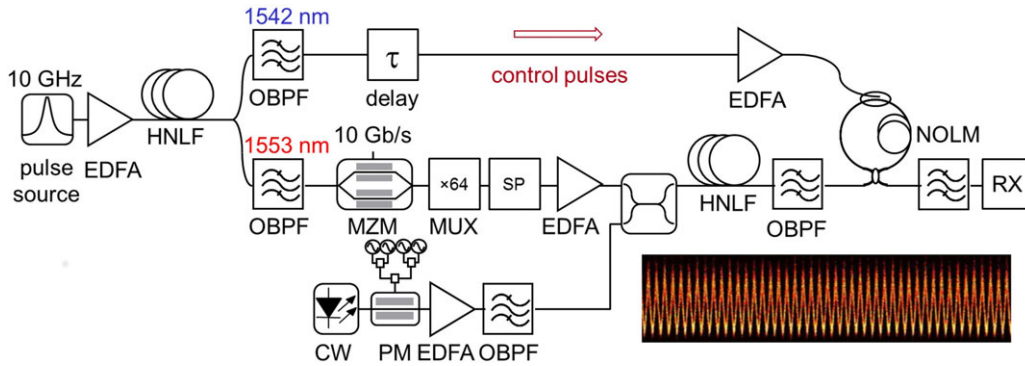 1542 nm
10 GHz
pulse
source
EDFA
HNLF
OBPF
τ
delay
control pulses
EDFA
NOLM
1553 nm
OBPF
10 Gb/s
MZM
×64
MUX
SP
EDFA
HNLF
OBPF
RX
CW
PM
EDFA
OBPF